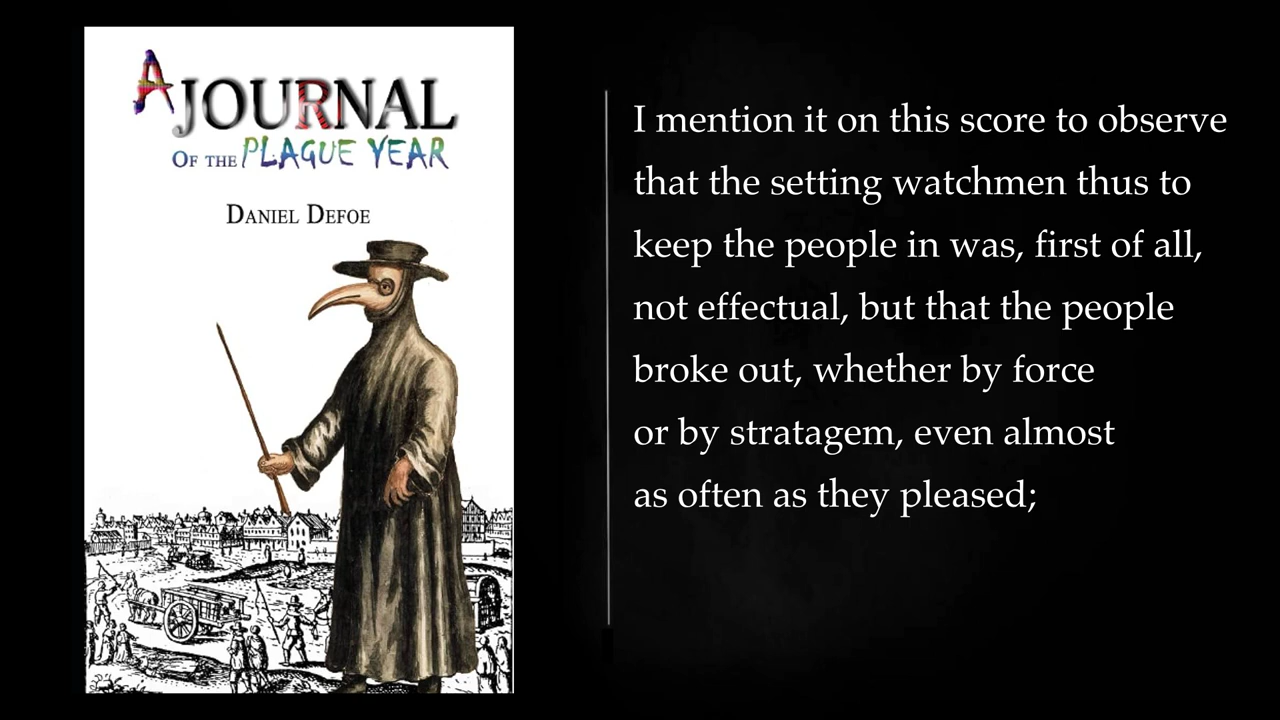 A JOURNAL
OF THE PLAGUE YEAR
DANIEL DEFOE
I mention it on this score to observe
that the setting watchmen thus to
keep the people in was, first of all,
not effectual, but that the people
broke out, whether by force
or by stratagem, even almost
as often as they pleased;